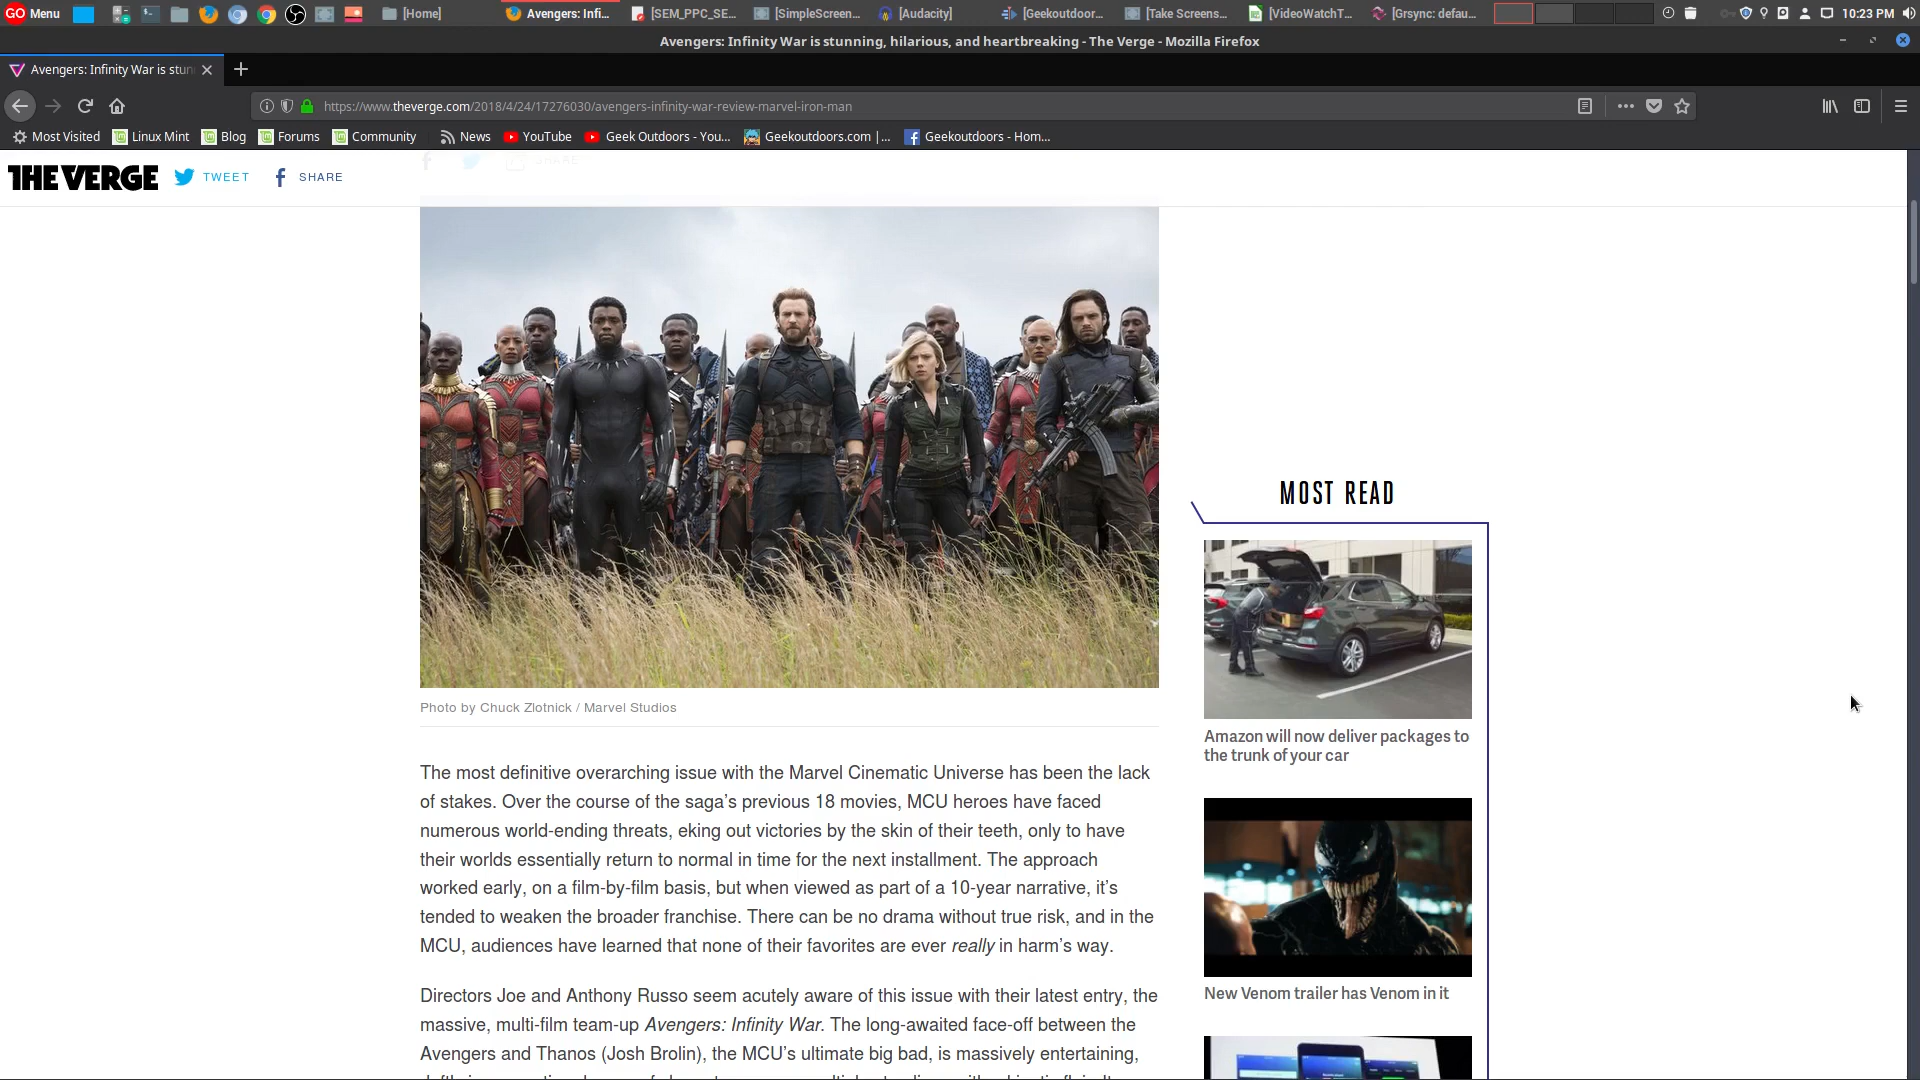 GO Menu
[Home]
Avengers: Infi...
[SEM_PPC_SE...
[SimpleScreen...
[Audacity]
[Geekoutdoor...
[Take Screens...
[VideoWatchT...
[Grsync: defau...
10:23 PM
Avengers: Infinity War is stunning, hilarious, and heartbreaking - The Verge - Mozilla Firefox
Avengers: Infinity War is stun
https://www.theverge.com/2018/4/24/17276030/avengers-infinity-war-review-marvel-iron-man
Most Visited
Linux Mint
Blog
Forums
Community
News
YouTube
Geek Outdoors - You...
Geekoutdoors.com |...
Geekoutdoors - Hom...
THE VERGE
TWEET
SHARE
SHARE
Photo by Chuck Zlotnick / Marvel Studios
The most definitive overarching issue with the Marvel Cinematic Universe has been the lack
of stakes. Over the course of the saga’s previous 18 movies, MCU heroes have faced
numerous world-ending threats, eking out victories by the skin of their teeth, only to have
their worlds essentially return to normal in time for the next installment. The approach
worked early, on a film-by-film basis, but when viewed as part of a 10-year narrative, it’s
tended to weaken the broader franchise. There can be no drama without true risk, and in the
MCU, audiences have learned that none of their favorites are ever really in harm’s way.
Directors Joe and Anthony Russo seem acutely aware of this issue with their latest entry, the
massive, multi-film team-up Avengers: Infinity War. The long-awaited face-off between the
Avengers and Thanos (Josh Brolin), the MCU’s ultimate big bad, is massively entertaining,
MOST READ
Amazon will now deliver packages to
the trunk of your car
New Venom trailer has Venom in it